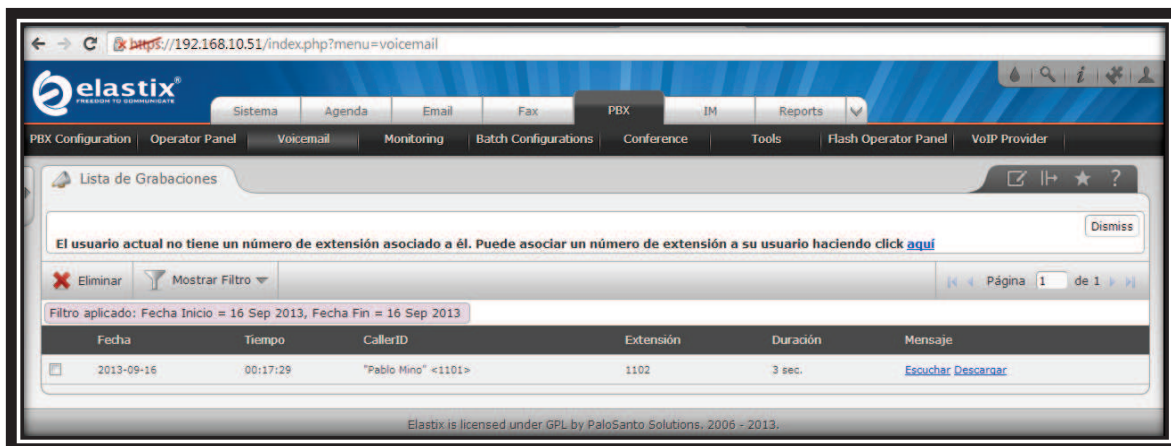 https://192.168.10.51/index.php?menu=voicemail
elastix®
FREEDOM TO COMMUNICATE
Sistema Agenda Email Fax PBX IM Reports
PBX Configuration Operator Panel Voicemail Monitoring Batch Configurations Conference Tools Flash Operator Panel VoIP Provider
Lista de Grabaciones
Dismiss
El usuario actual no tiene un número de extensión asociado a él. Puede asociar un número de extensión a su usuario haciendo click aquí
Eliminar Mostrar Filtro Página 1 de 1
Filtro aplicado: Fecha Inicio = 16 Sep 2013, Fecha Fin = 16 Sep 2013
Fecha Tiempo CallerID Extensión Duración Mensaje
2013-09-16 00:17:29 "Pablo Mino" <1101> 1102 3 sec. Escuchar Descargar
Elastix is licensed under GPL by PaloSanto Solutions. 2006 - 2013.